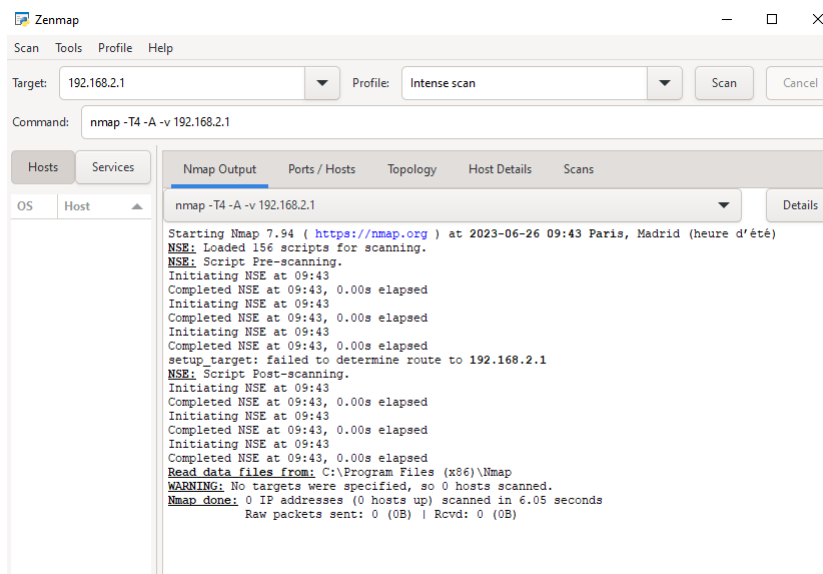 Zenmap
Scan Tools Profile Help
Target: 192.168.2.1 Profile: Intense scan Scan Cancel
Command: nmap -T4 -A -v 192.168.2.1
Hosts Services Nmap Output Ports / Hosts Topology Host Details Scans
OS Host nmap -T4 -A -v 192.168.2.1 Details
Starting Nmap 7.94 ( https://nmap.org ) at 2023-06-26 09:43 Paris, Madrid (heure d’été)
NSE: Loaded 156 scripts for scanning.
NSE: Script Pre-scanning.
Initiating NSE at 09:43
Completed NSE at 09:43, 0.00s elapsed
Initiating NSE at 09:43
Completed NSE at 09:43, 0.00s elapsed
Initiating NSE at 09:43
Completed NSE at 09:43, 0.00s elapsed
setup_target: failed to determine route to 192.168.2.1
NSE: Script Post-scanning.
Initiating NSE at 09:43
Completed NSE at 09:43, 0.00s elapsed
Initiating NSE at 09:43
Completed NSE at 09:43, 0.00s elapsed
Initiating NSE at 09:43
Completed NSE at 09:43, 0.00s elapsed
Read data files from: C:\Program Files (x86)\Nmap
WARNING: No targets were specified, so 0 hosts scanned.
Nmap done: 0 IP addresses (0 hosts up) scanned in 6.05 seconds
Raw packets sent: 0 (0B) | Rcvd: 0 (0B)